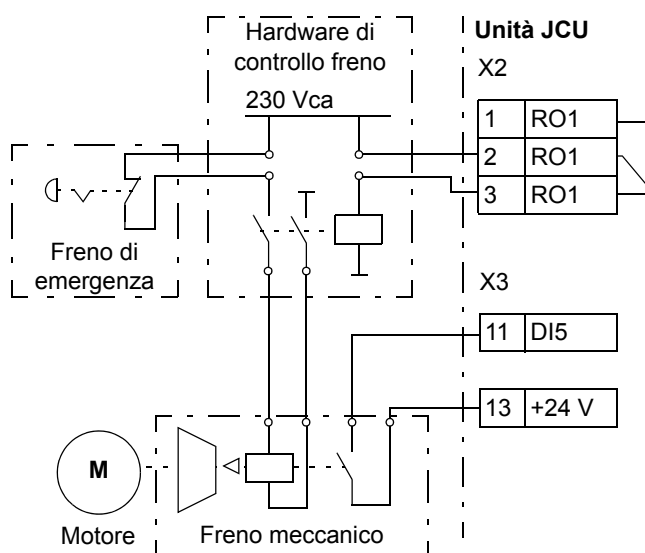 Hardware di
controllo freno
230 Vca
Unità JCU
X2
1 RO1
2 RO1
3 RO1
Freno di
emergenza
X3
11 DI5
13 +24 V
M
Motore
Freno meccanico